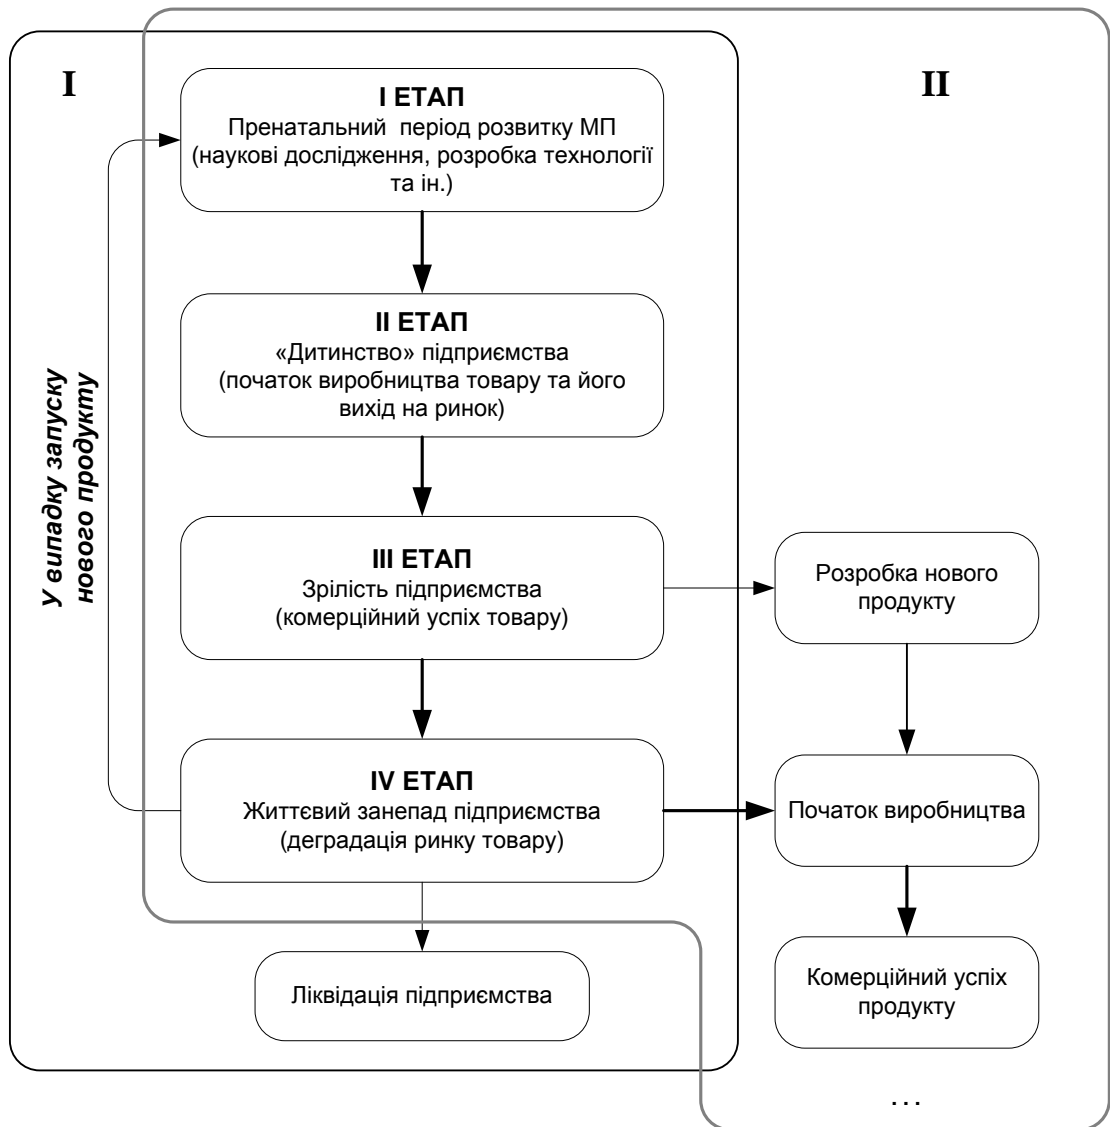 I
II
I ЕТАП
Пренатальний період розвитку МП
(наукові дослідження, розробка технології
та ін.)
II ЕТАП
«Дитинство» підприємства
(початок виробництва товару та його
вихід на ринок)
У випадку запуску
нового продукту
III ЕТАП
Зрілість підприємства
(комерційний успіх товару)
Розробка нового
продукту
IV ЕТАП
Життєвий занепад підприємства
(деградація ринку товару)
Початок виробництва
Ліквідація підприємства
Комерційний успіх
продукту
...